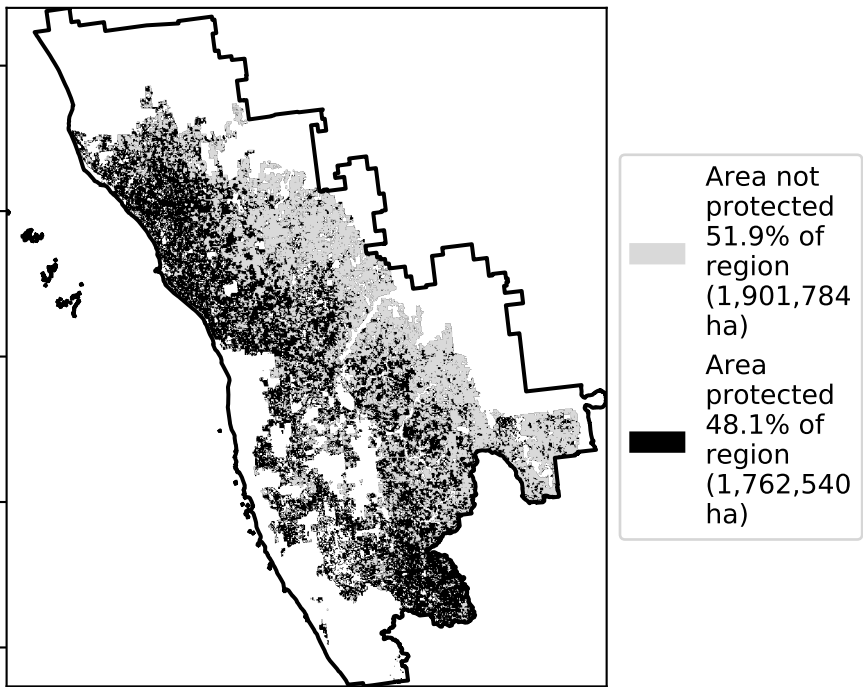 Area not
protected
51.9% of
region
(1,901,784
ha)
Area
protected
48.1% of
region
(1,762,540
ha)